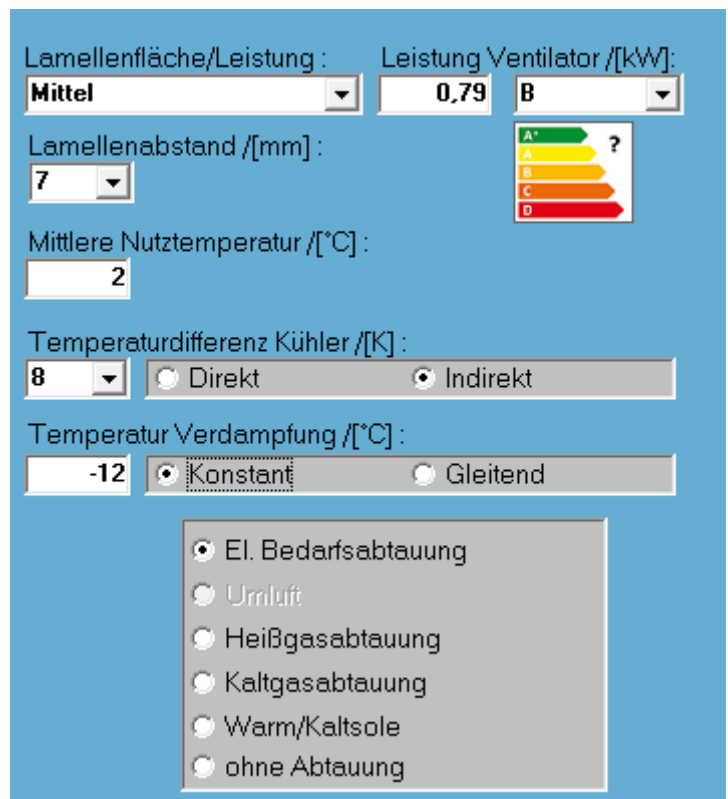 Lamellenfläche/Leistung : Leistung Ventilator /[kW]:
Mittel 0,79 B
Lamellenabstand /[mm] :
7
A+
?
A
B
C
D
Mittlere Nutztemperatur /[°C] :
2
Temperaturdifferenz Kühler /[K] :
8 Direkt Indirekt
Temperatur Verdampfung /[°C] :
-12 Konstant Gleitend
El. Bedarfsabtauung
Umluft
Heißgasabtauung
Kaltgasabtauung
Warm/Kaltsole
ohne Abtauung